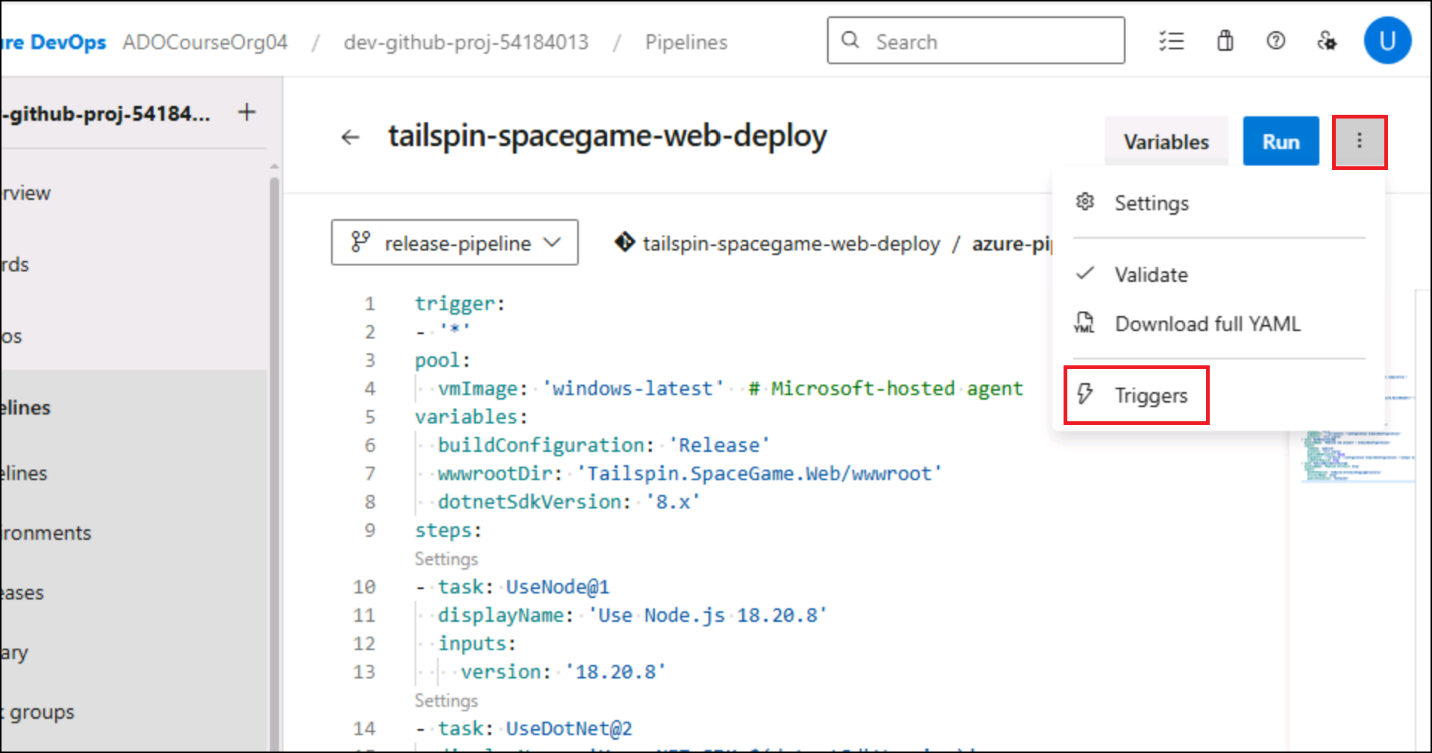 re DevOps ADOCourseOrg04 / dev-github-proj-54184013 / Pipelines Search U
-github-proj-54184... +
tailspin-spacegame-web-deploy Variables Run
rview
Settings
release-pipeline tailspin-spacegame-web-deploy / azure-pi
rds
Validate
1 trigger:
Download full YAML
2 - '*'
os
3 pool:
4 vmImage: 'windows-latest' # Microsoft-hosted agent
Triggers
elines
5 variables:
6 buildConfiguration: 'Release'
7 wwwrootDir: 'Tailspin.SpaceGame.Web/wwwroot'
elines
8 dotnetSdkVersion: '8.x'
9 steps:
ironments
Settings
10 - task: UseNode@1
eases
11 displayName: 'Use Node.js 18.20.8'
12 inputs:
ary
13 version: '18.20.8'
Settings
groups
14 - task: UseDotNet@2